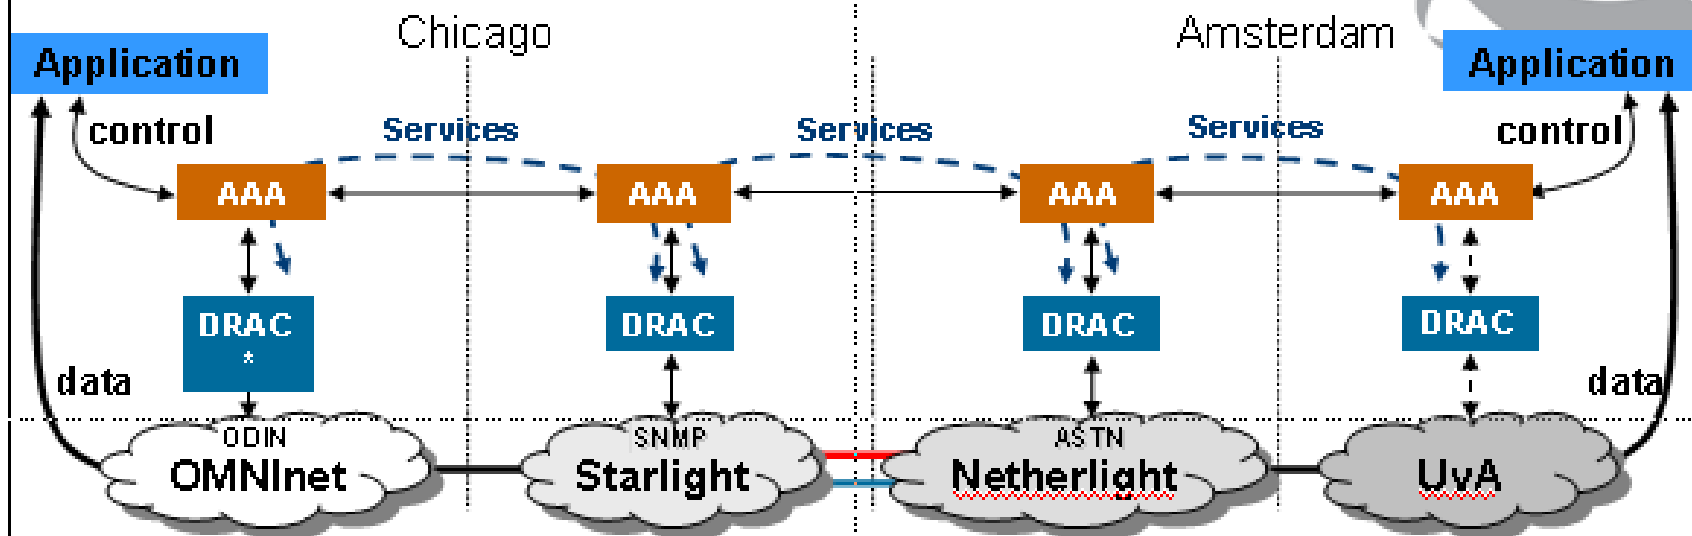 Chicago
Amsterdam
Application
Application
control
Services
Services
Services
control
AAA
AAA
AAA
AAA
DRAC
*
DRAC
DRAC
DRAC
data
data
ODIN
OMNInet
SNMP
Starlight
ASTN
Netherlight
UvA